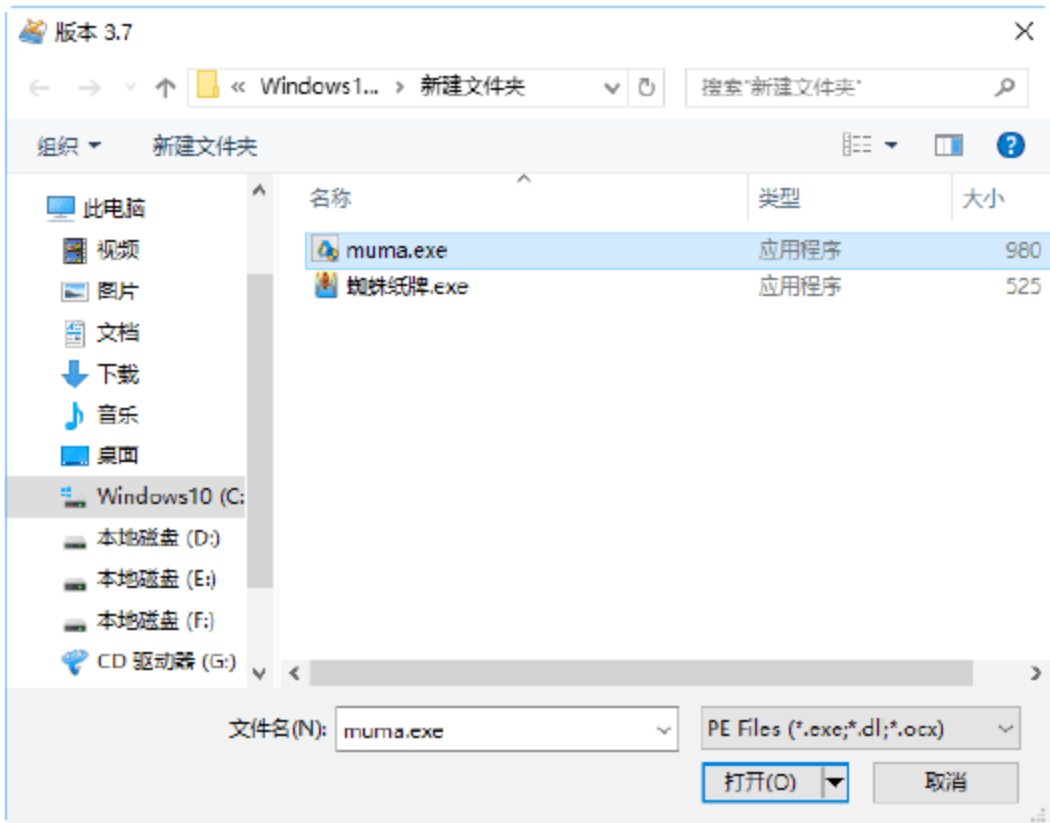 版本 3.7
« Windows1... › 新建文件夹
搜索"新建文件夹"
组织
新建文件夹
名称 类型 大小
muma.exe 应用程序 980
蜘蛛纸牌.exe 应用程序 525
此电脑
视频
图片
文档
下载
音乐
桌面
Windows10 (C:
本地磁盘 (D:)
本地磁盘 (E:)
本地磁盘 (F:)
CD 驱动器 (G:)
文件名(N): muma.exe
PE Files (*.exe;*.dl;*.ocx)
打开(O)
取消